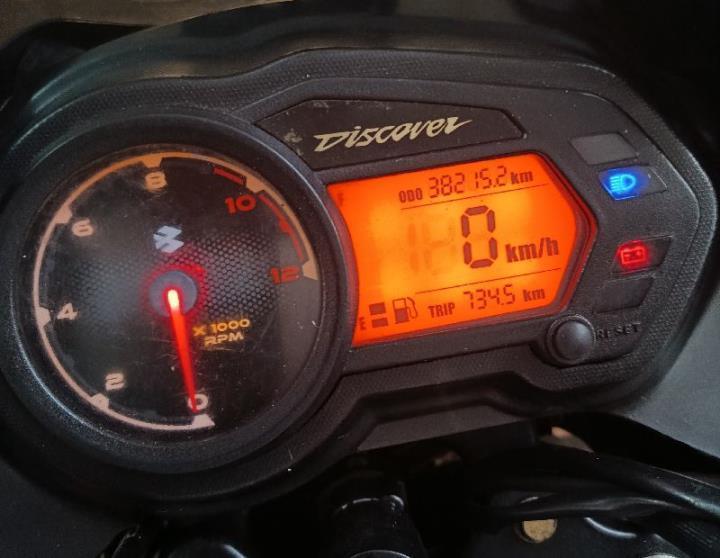 Discover
ODO 38215.2 km
0 km/h
E
TRIP 734.5 km
RESET
0
2
4
6
8
10
12
X 1000
RPM